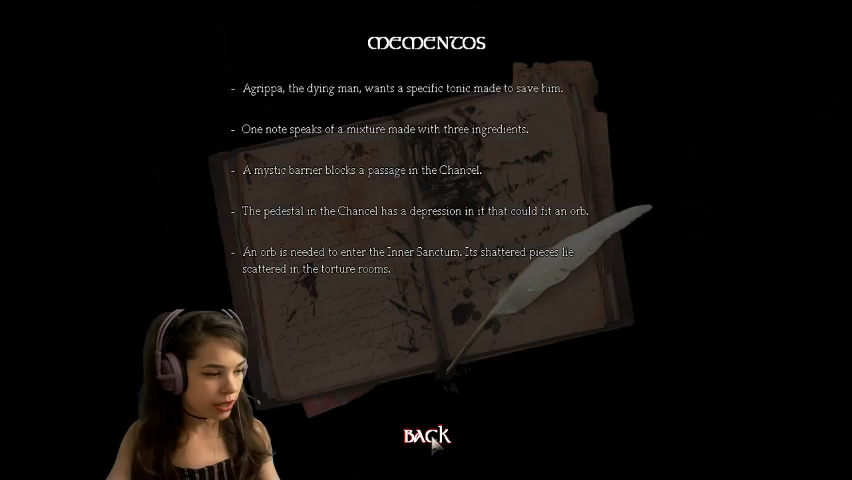 MEMENTOS
- Agrippa, the dying man, wants a specific tonic made to save him.
- One note speaks of a mixture made with three ingredients.
- A mystic barrier blocks a passage in the Chancel.
- The pedestal in the Chancel has a depression in it that could fit an orb.
- An orb is needed to enter the Inner Sanctum. Its shattered pieces lie
scattered in the torture rooms.
BACK